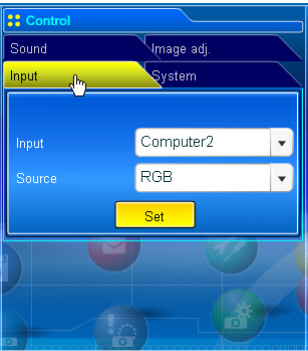 Control
Sound Image adj.
Input System
Input Computer2
Source RGB
Set